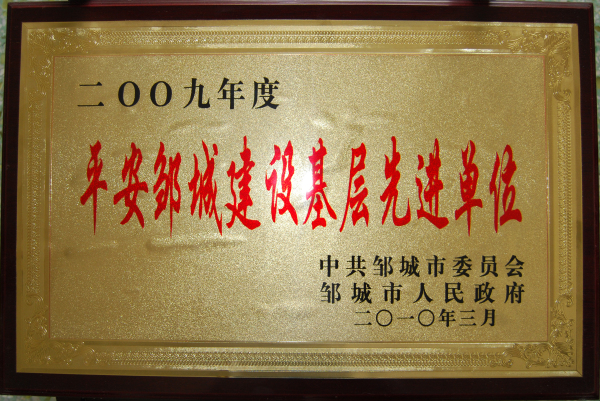 二〇〇九年度
平安邹城建设基层先进单位
中共邹城市委员会
邹城市人民政府
二〇一〇年三月